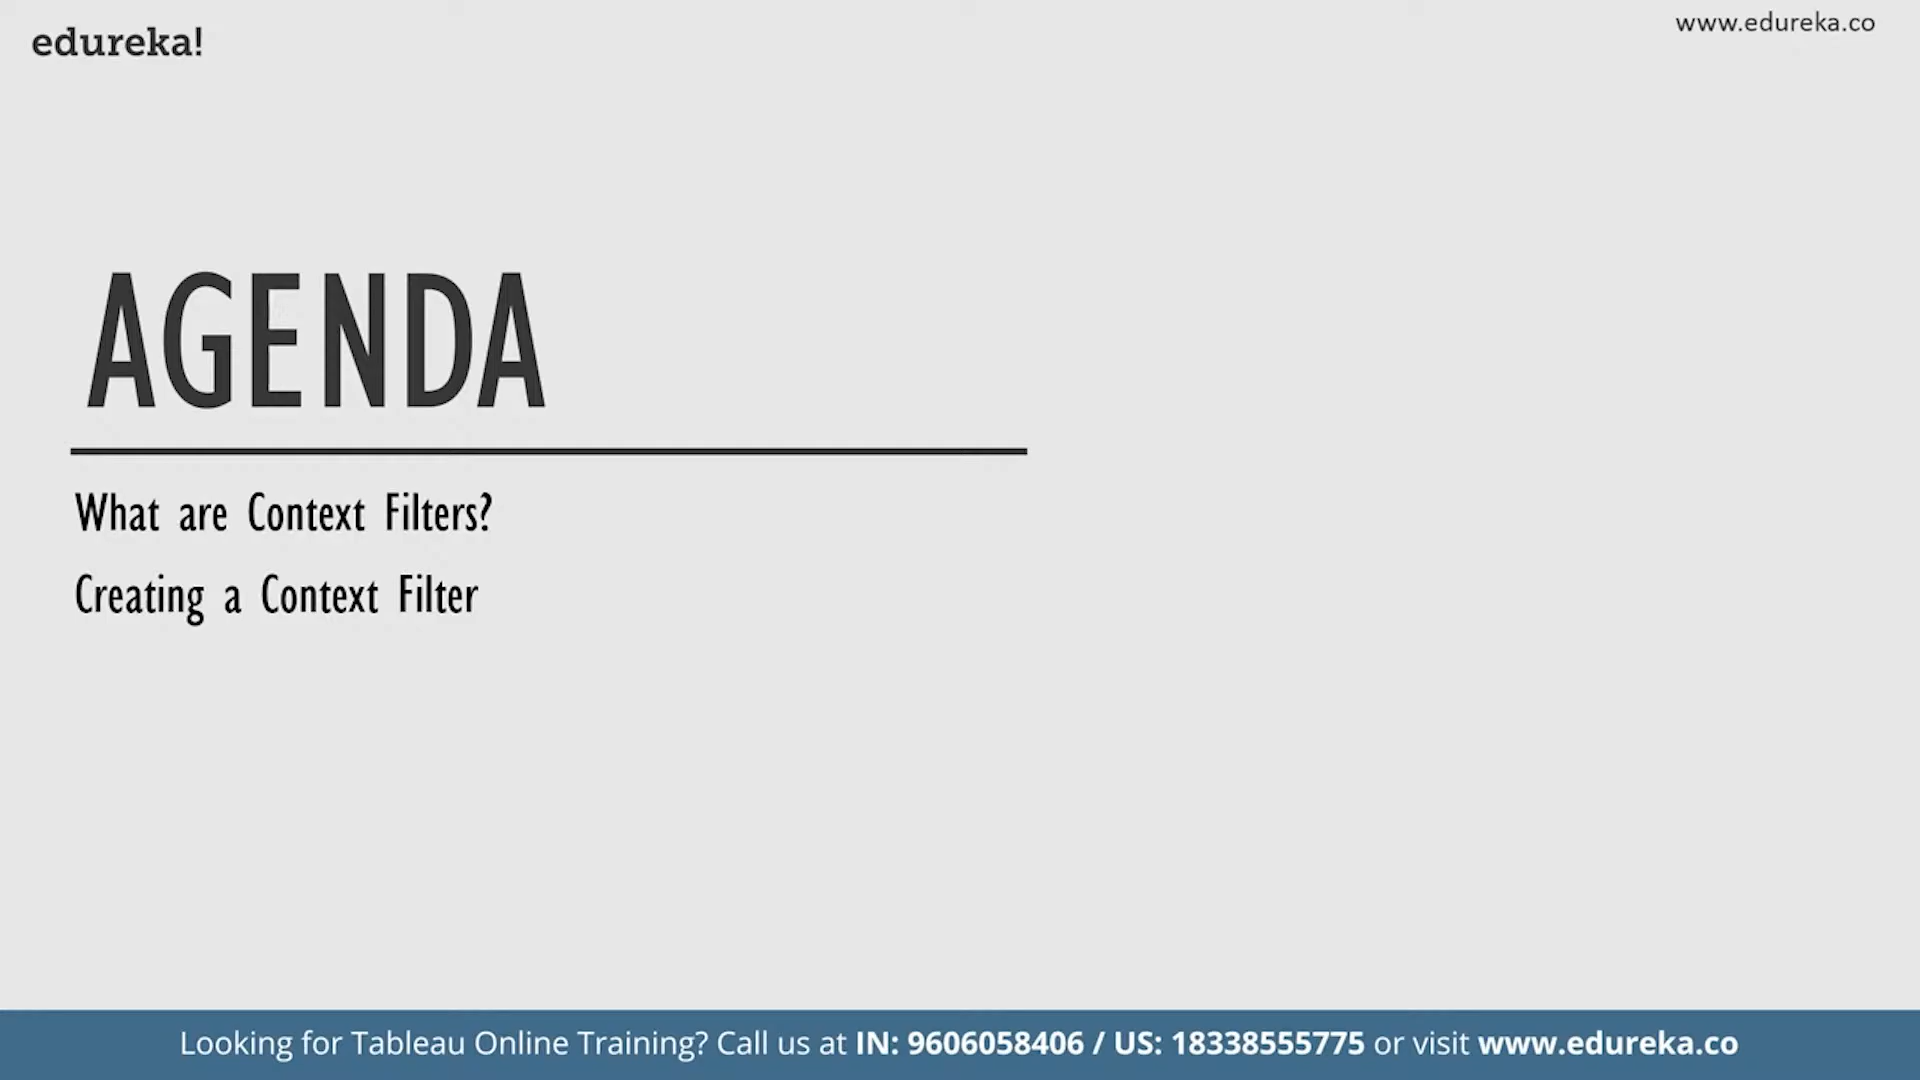 edureka!
www.edureka.co
AGENDA
What are Context Filters?
Creating a Context Filter
Looking for Tableau Online Training? Call us at IN: 9606058406 / US: 18338555775 or visit www.edureka.co